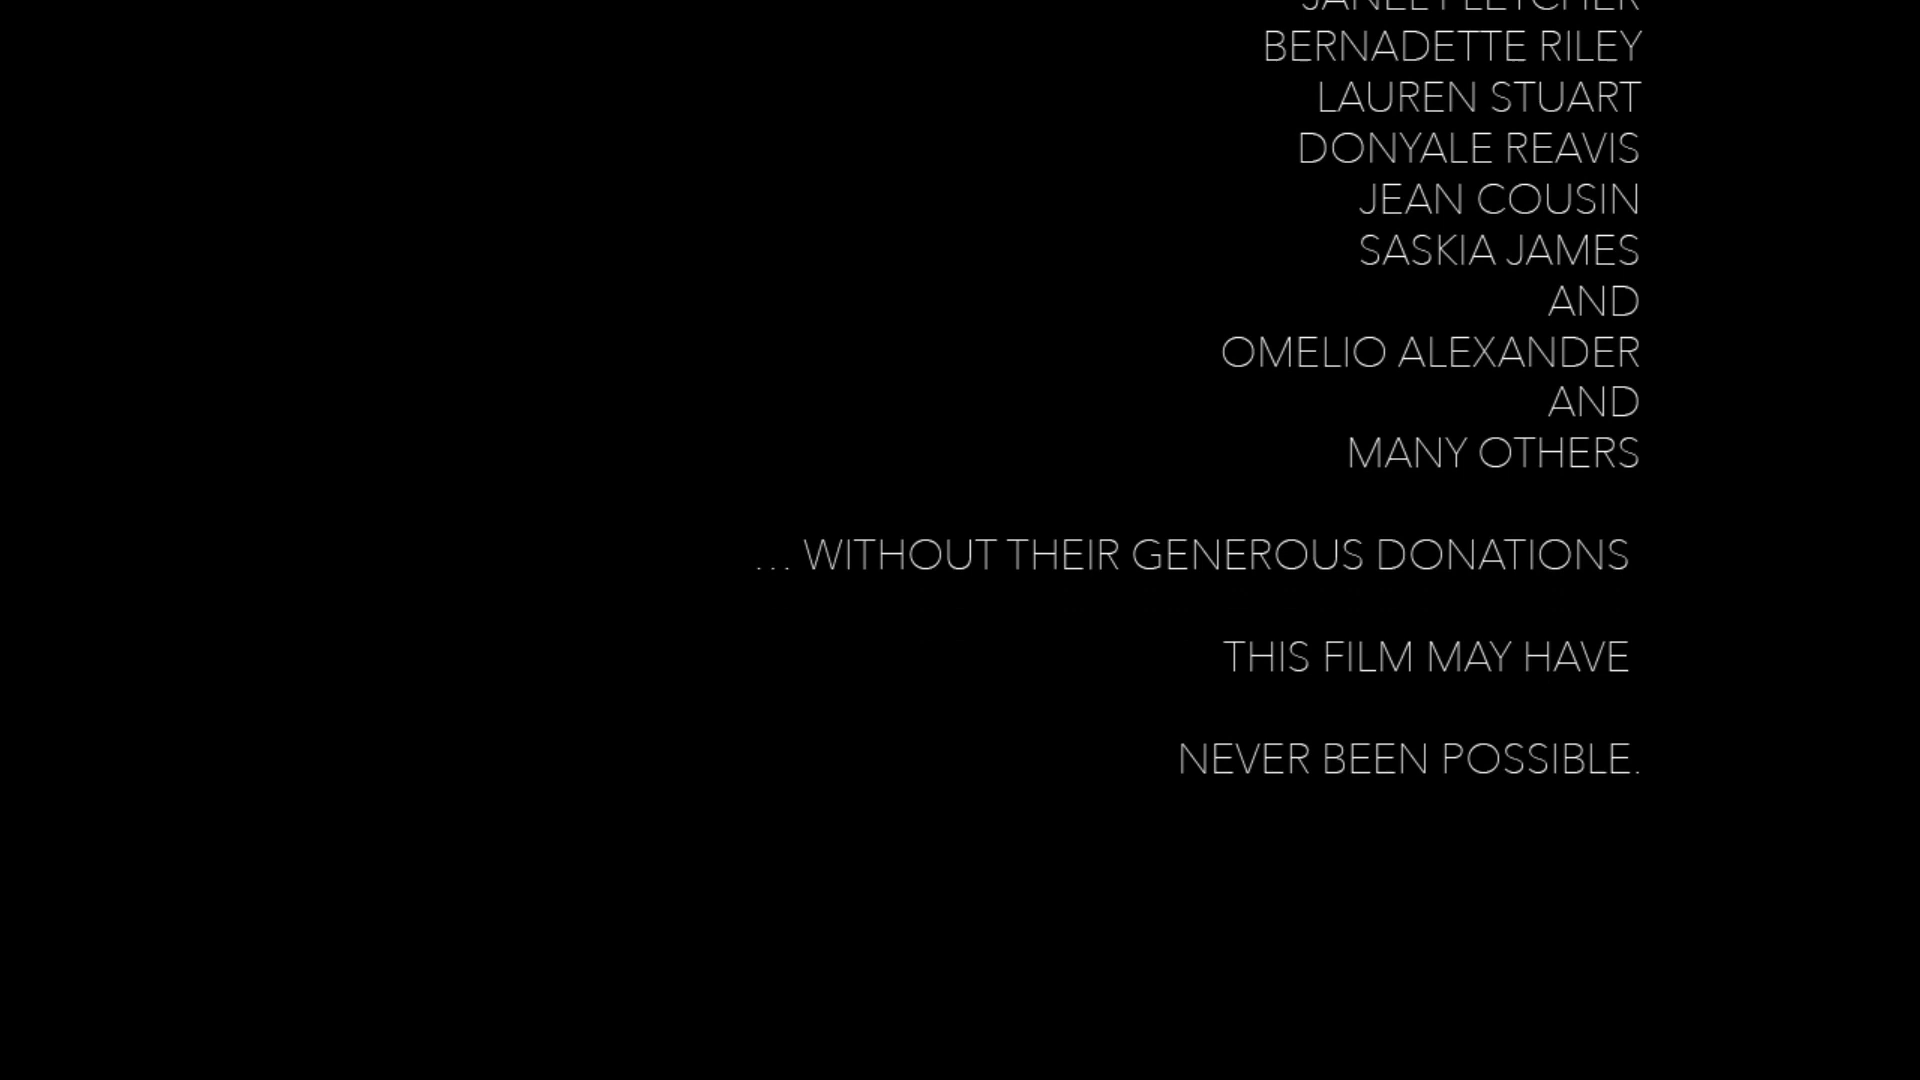 FLETCHER
BERNADETTE RILEY
LAUREN STUART
DONYALE REAVIS
JEAN COUSIN
SASKIA JAMES
AND
OMELIO ALEXANDER
AND
MANY OTHERS
... WITHOUT THEIR GENEROUS DONATIONS
THIS FILM MAY HAVE
NEVER BEEN POSSIBLE.